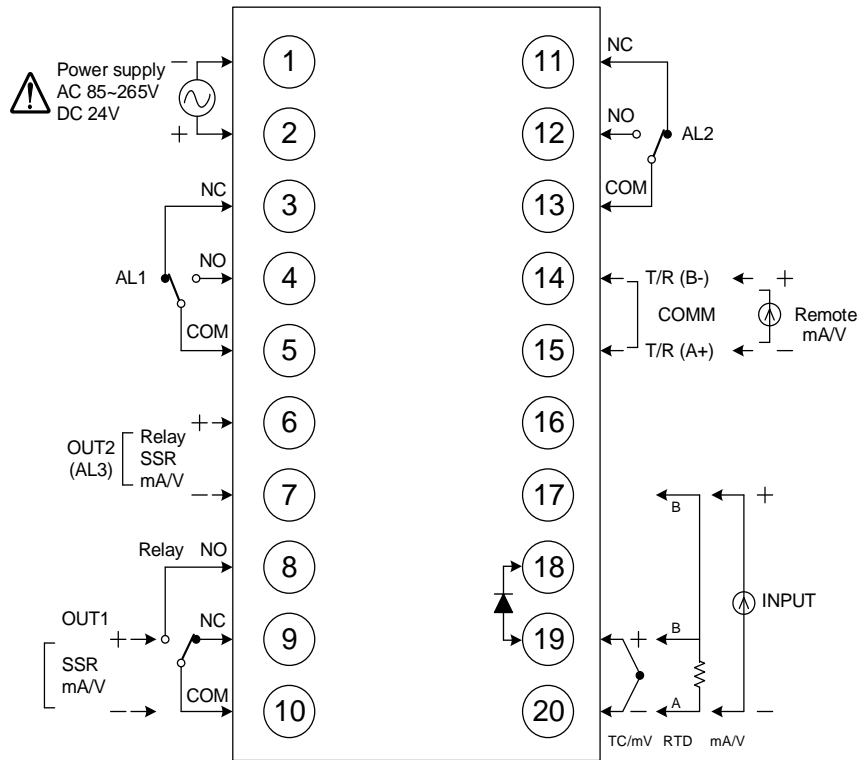 Power supply
AC 85~265V
DC 24V
−
+
1
2
NC
3
AL1
NO
4
COM
5
OUT2
(AL3)
Relay
SSR
mA/V
+
6
−
7
Relay
NO
8
OUT1
+
NC
9
SSR
mA/V
−
COM
10
NC
11
NO
12
AL2
COM
13
14
T/R (B-)
+
COMM
Remote
mA/V
15
T/R (A+)
−
16
17
B
+
18
INPUT
19
+
B
20
−
A
−
TC/mV
RTD
mA/V